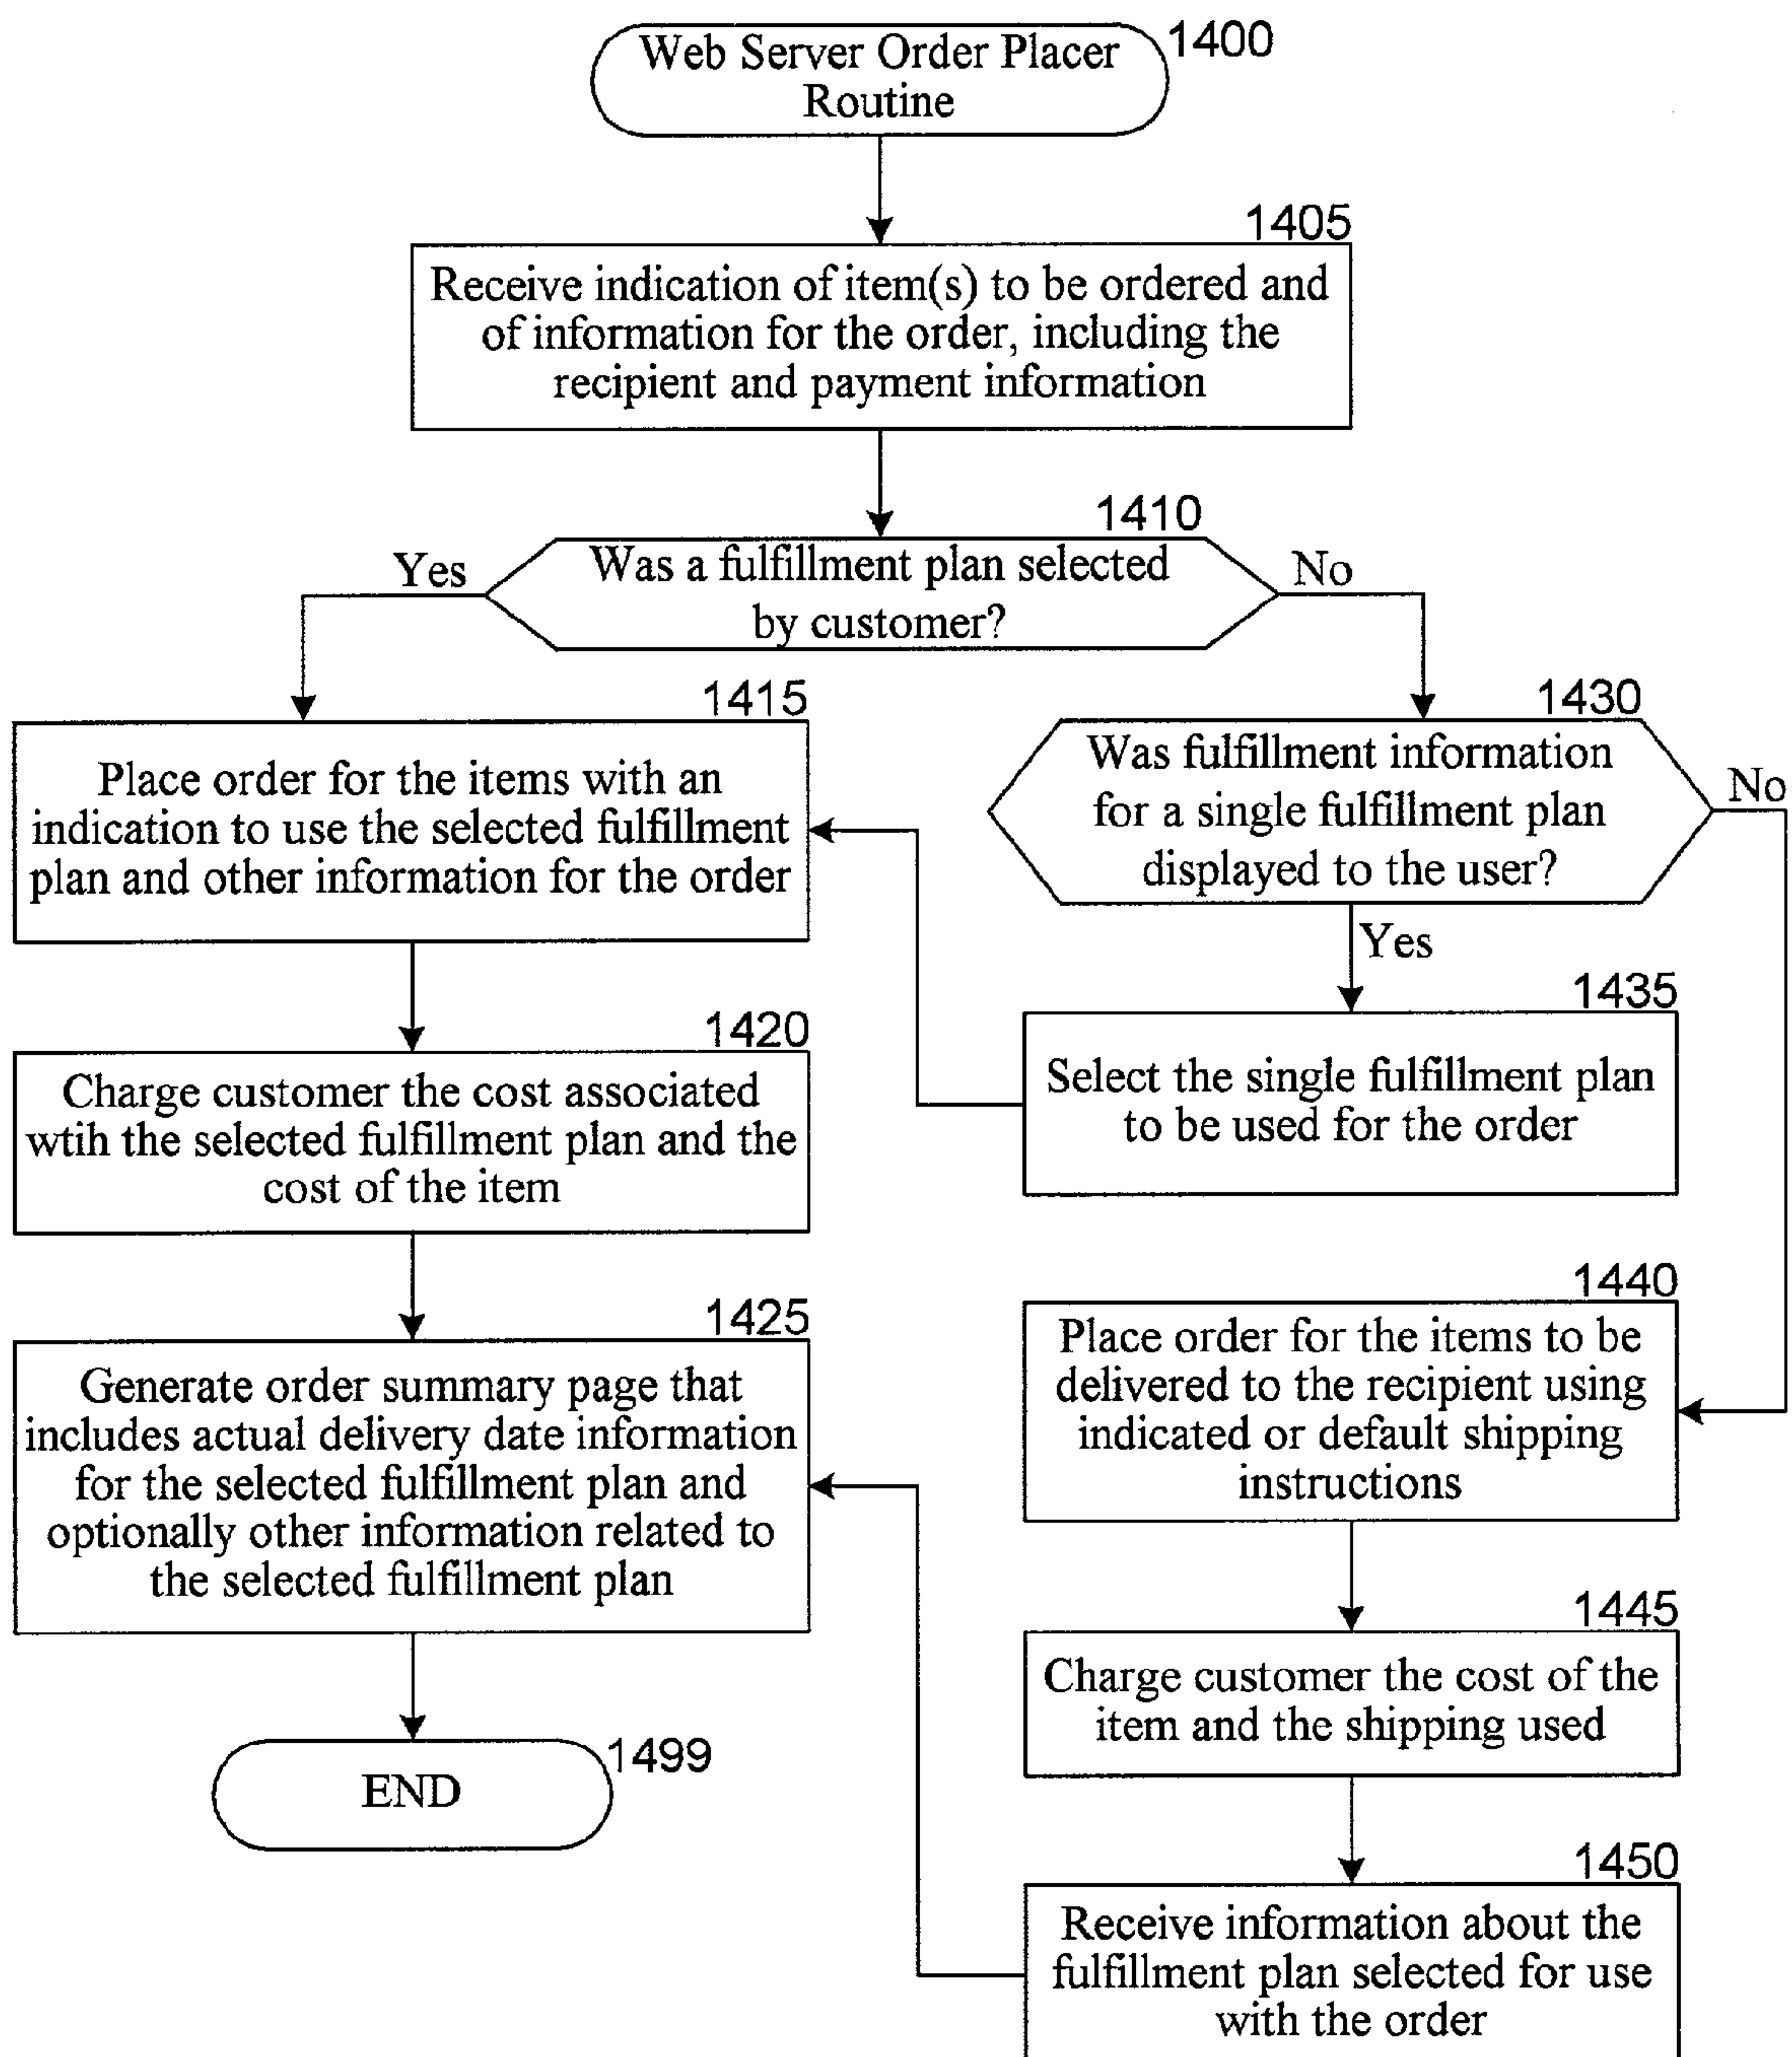 Web Server Order Placer
Routine
1400
1405
Receive indication of item(s) to be ordered and
of information for the order, including the
recipient and payment information
1410
Was a fulfillment plan selected
by customer?
Yes
No
1415
Place order for the items with an
indication to use the selected fulfillment
plan and other information for the order
1420
Charge customer the cost associated
wtih the selected fulfillment plan and the
cost of the item
1425
Generate order summary page that
includes actual delivery date information
for the selected fulfillment plan and
optionally other information related to
the selected fulfillment plan
END
1499
1430
Was fulfillment information
for a single fulfillment plan
displayed to the user?
No
Yes
1435
Select the single fulfillment plan
to be used for the order
1440
Place order for the items to be
delivered to the recipient using
indicated or default shipping
instructions
1445
Charge customer the cost of the
item and the shipping used
1450
Receive information about the
fulfillment plan selected for use
with the order